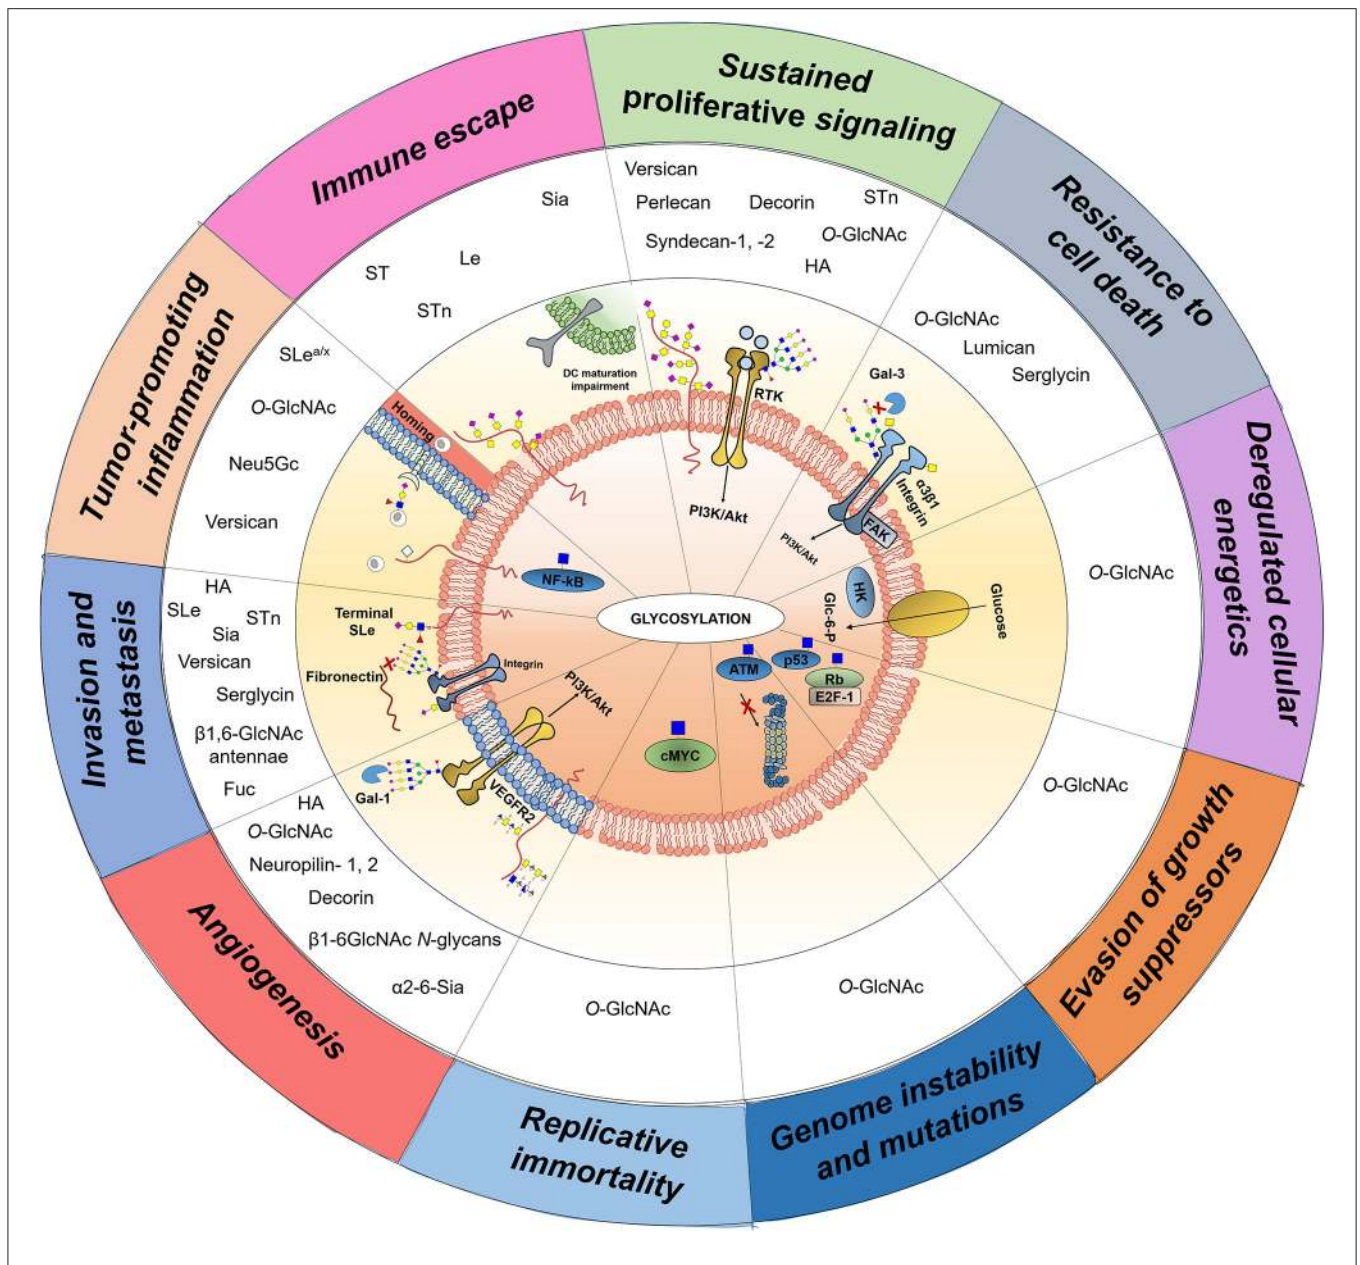 Sustained
proliferative signaling
Resistance to
cell death
Deregulated cellular
energetics
Evasion of growth
suppressors
Genome instability
and mutations
Replicative
immortality
Angiogenesis
Invasion and
metastasis
Tumor-promoting
inflammation
Immune escape
Versican
Perlecan
Decorin
STn
Syndecan-1, -2
O-GlcNAc
HA
O-GlcNAc
Lumican
Serglycin
O-GlcNAc
O-GlcNAc
O-GlcNAc
O-GlcNAc
HA
O-GlcNAc
Neuropilin- 1, 2
Decorin
β1-6GlcNAc N-glycans
α2-6-Sia
HA
SLe
STn
Sia
Versican
Serglycin
β1,6-GlcNAc
antennae
Fuc
SLea/x
O-GlcNAc
Neu5Gc
Versican
Sia
Le
ST
STn
DC maturation
impairment
RTK
PI3K/Akt
Gal-3
α3β1
Integrin
FAK
PI3K/Akt
HK
Glc-6-P
Glucose
ATM
p53
Rb
E2F-1
cMYC
PI3K/Akt
VEGFR2
Gal-1
Integrin
Terminal
SLe
Fibronectin
NF-kB
Homing
GLYCOSYLATION